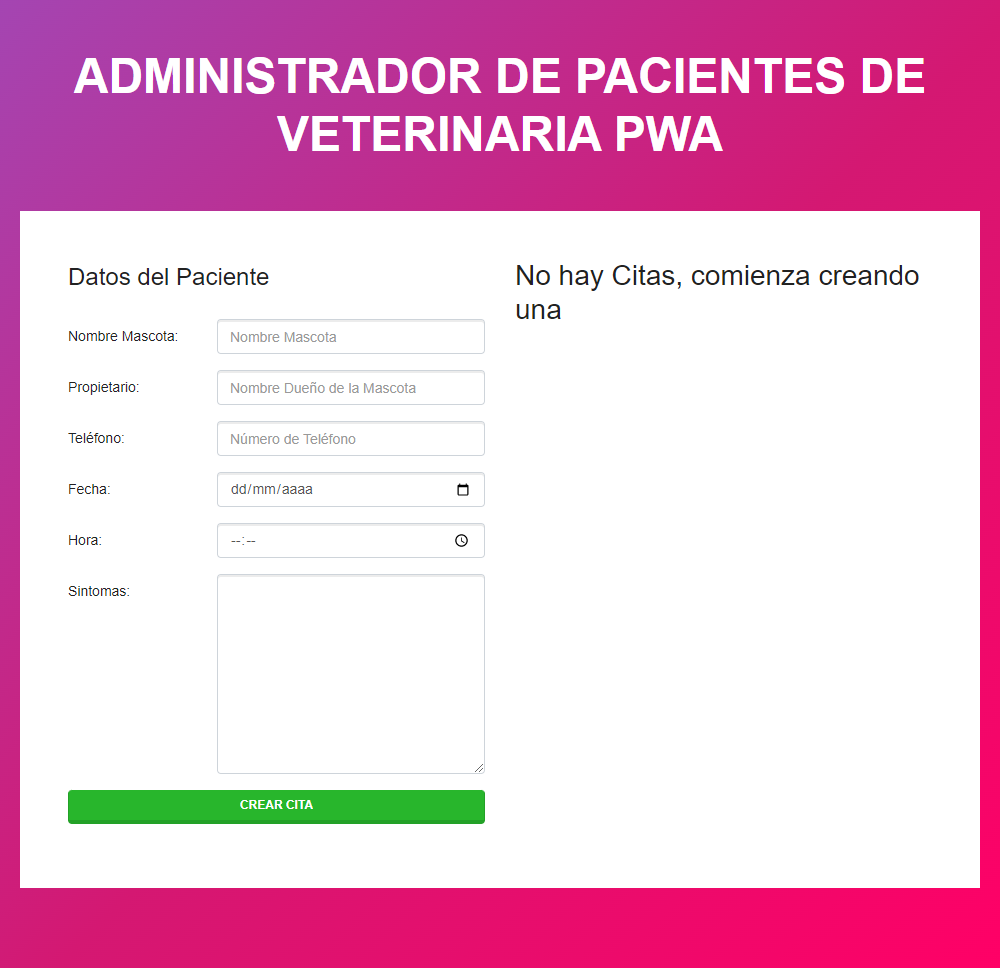 ADMINISTRADOR DE PACIENTES DE
VETERINARIA PWA
Datos del Paciente
Nombre Mascota:
Nombre Mascota
Propietario:
Nombre Dueño de la Mascota
Teléfono:
Número de Teléfono
Fecha:
dd/mm/aaaa
Hora:
--:--
Sintomas:
CREAR CITA
No hay Citas, comienza creando
una